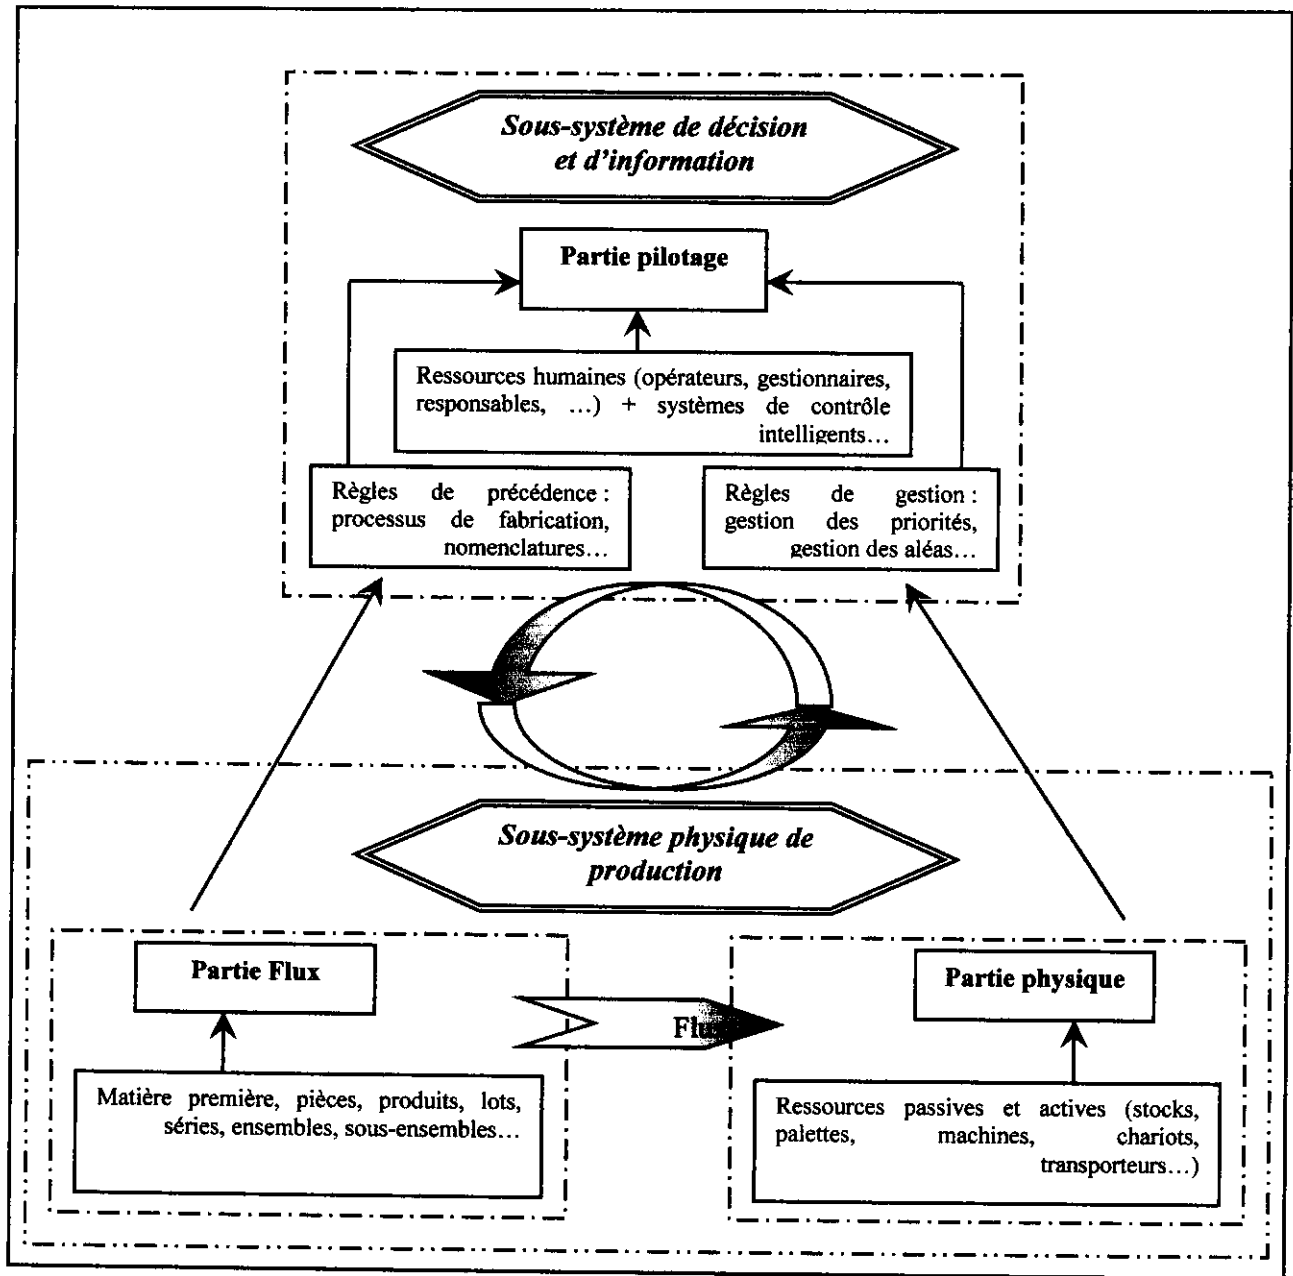 Sous-système de décision
et d'information
Partie pilotage
Ressources humaines (opérateurs, gestionnaires,
responsables, …) + systèmes de contrôle
intelligents…
Règles de précédence :
processus de fabrication,
nomenclatures…
Règles de gestion :
gestion des priorités,
gestion des aléas…
Sous-système physique de
production
Partie Flux
Partie physique
Flux
Matière première, pièces, produits, lots,
séries, ensembles, sous-ensembles…
Ressources passives et actives (stocks,
palettes, machines, chariots,
transporteurs…)